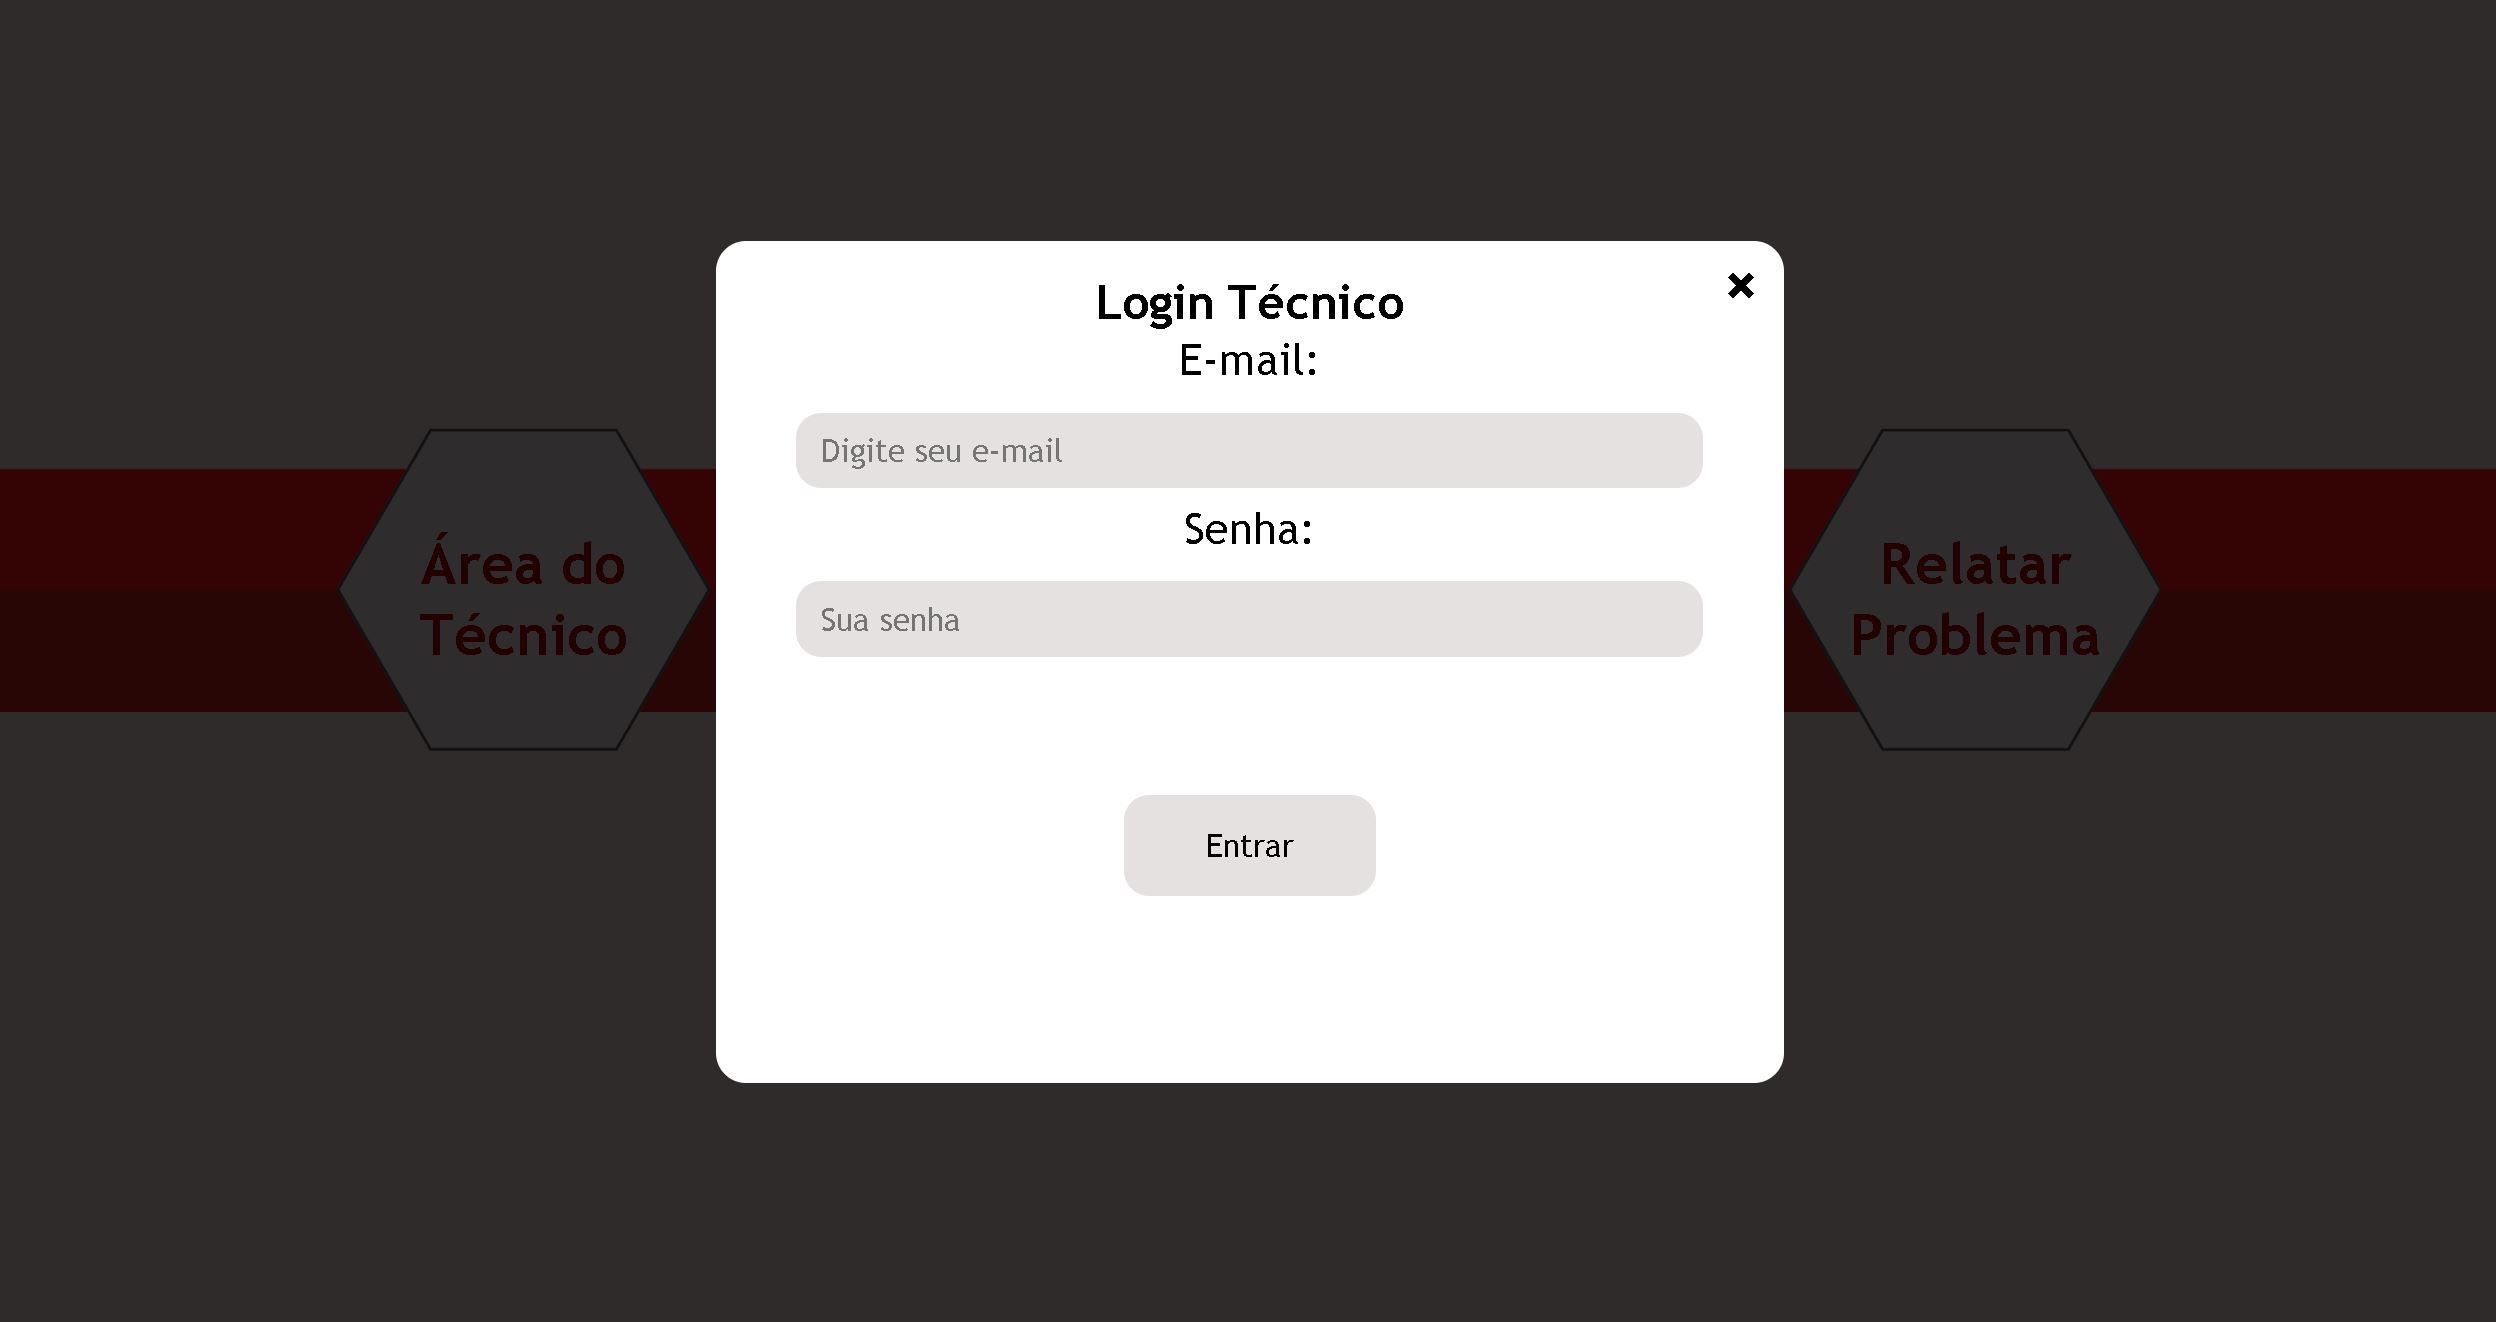 Login Técnico
E-mail:
Digite seu e-mail
Senha:
Sua senha
Entrar
Área do
Técnico
Relatar
Problema